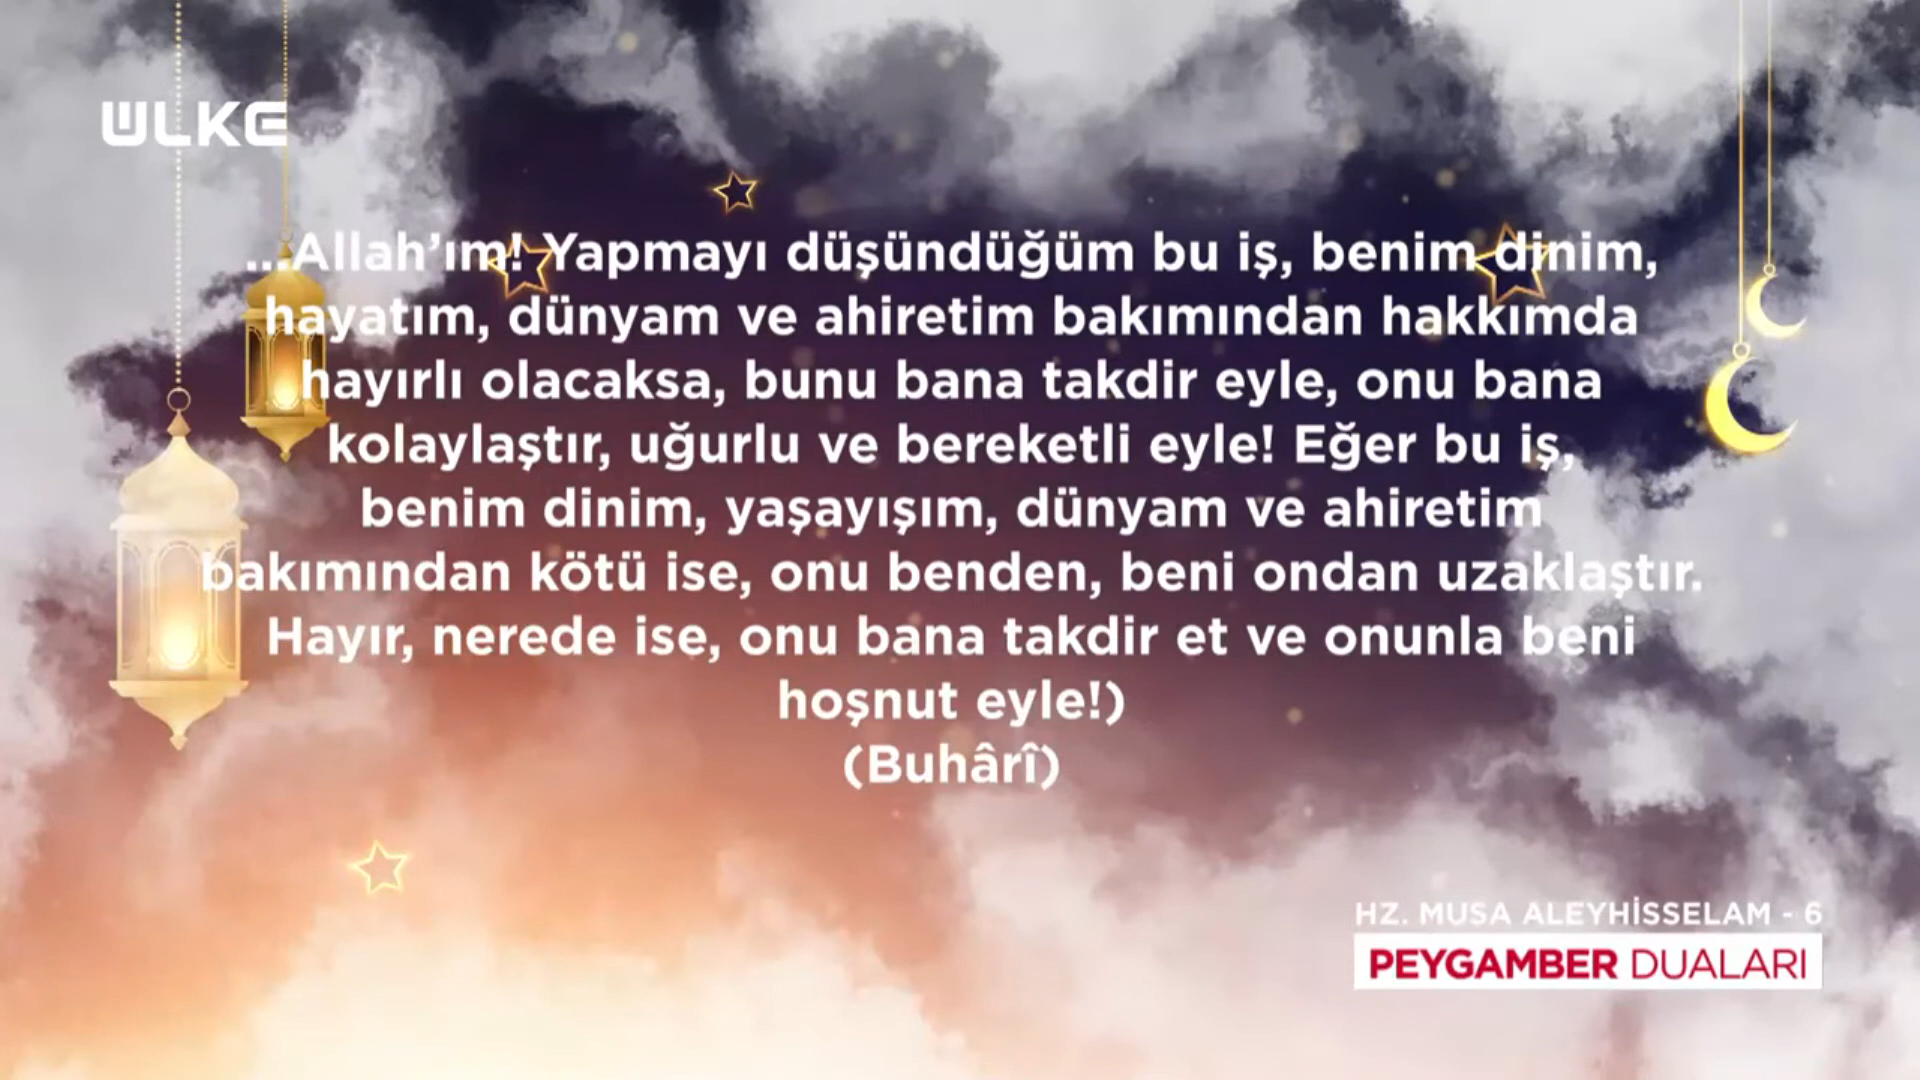 ÜLKE
...Allah’ım! Yapmayı düşündüğüm bu iş, benim dinim,
hayatım, dünyam ve ahiretim bakımından hakkımda
hayırlı olacaksa, bunu bana takdir eyle, onu bana
kolaylaştır, uğurlu ve bereketli eyle! Eğer bu iş,
benim dinim, yaşayışım, dünyam ve ahiretim
bakımından kötü ise, onu benden, beni ondan uzaklaştır.
Hayır, nerede ise, onu bana takdir et ve onunla beni
hoşnut eyle!)
(Buhârî)
HZ. MUSA ALEYHİSSELAM - 6
PEYGAMBER DUALARI